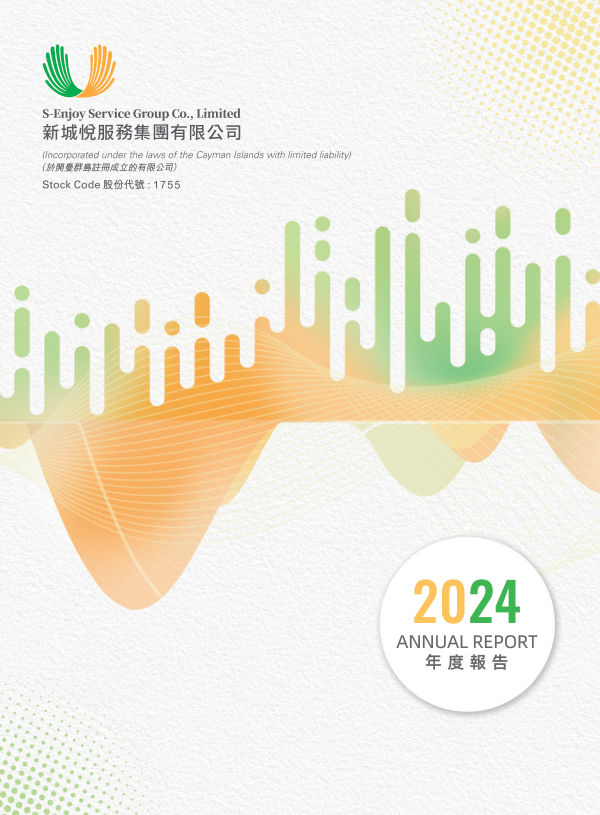 S-Enjoy Service Group Co., Limited
新城悅服務集團有限公司
(Incorporated under the laws of the Cayman Islands with limited liability)
(於開曼群島註冊成立的有限公司)
Stock Code 股份代號 : 1755
2024
ANNUAL REPORT
年度報告